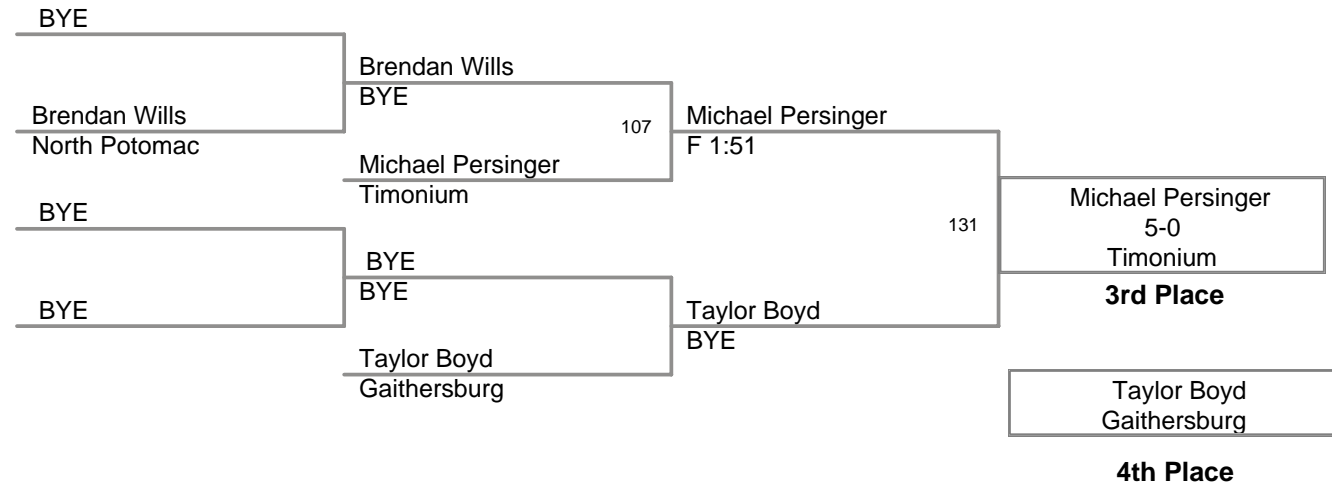 BYE
Brendan Wills
BYE
Brendan Wills
North Potomac
107
Michael Persinger
F 1:51
Michael Persinger
Timonium
BYE
131
Michael Persinger
5-0
Timonium
3rd Place
BYE
BYE
BYE
Taylor Boyd
BYE
Taylor Boyd
Gaithersburg
Taylor Boyd
Gaithersburg
4th Place